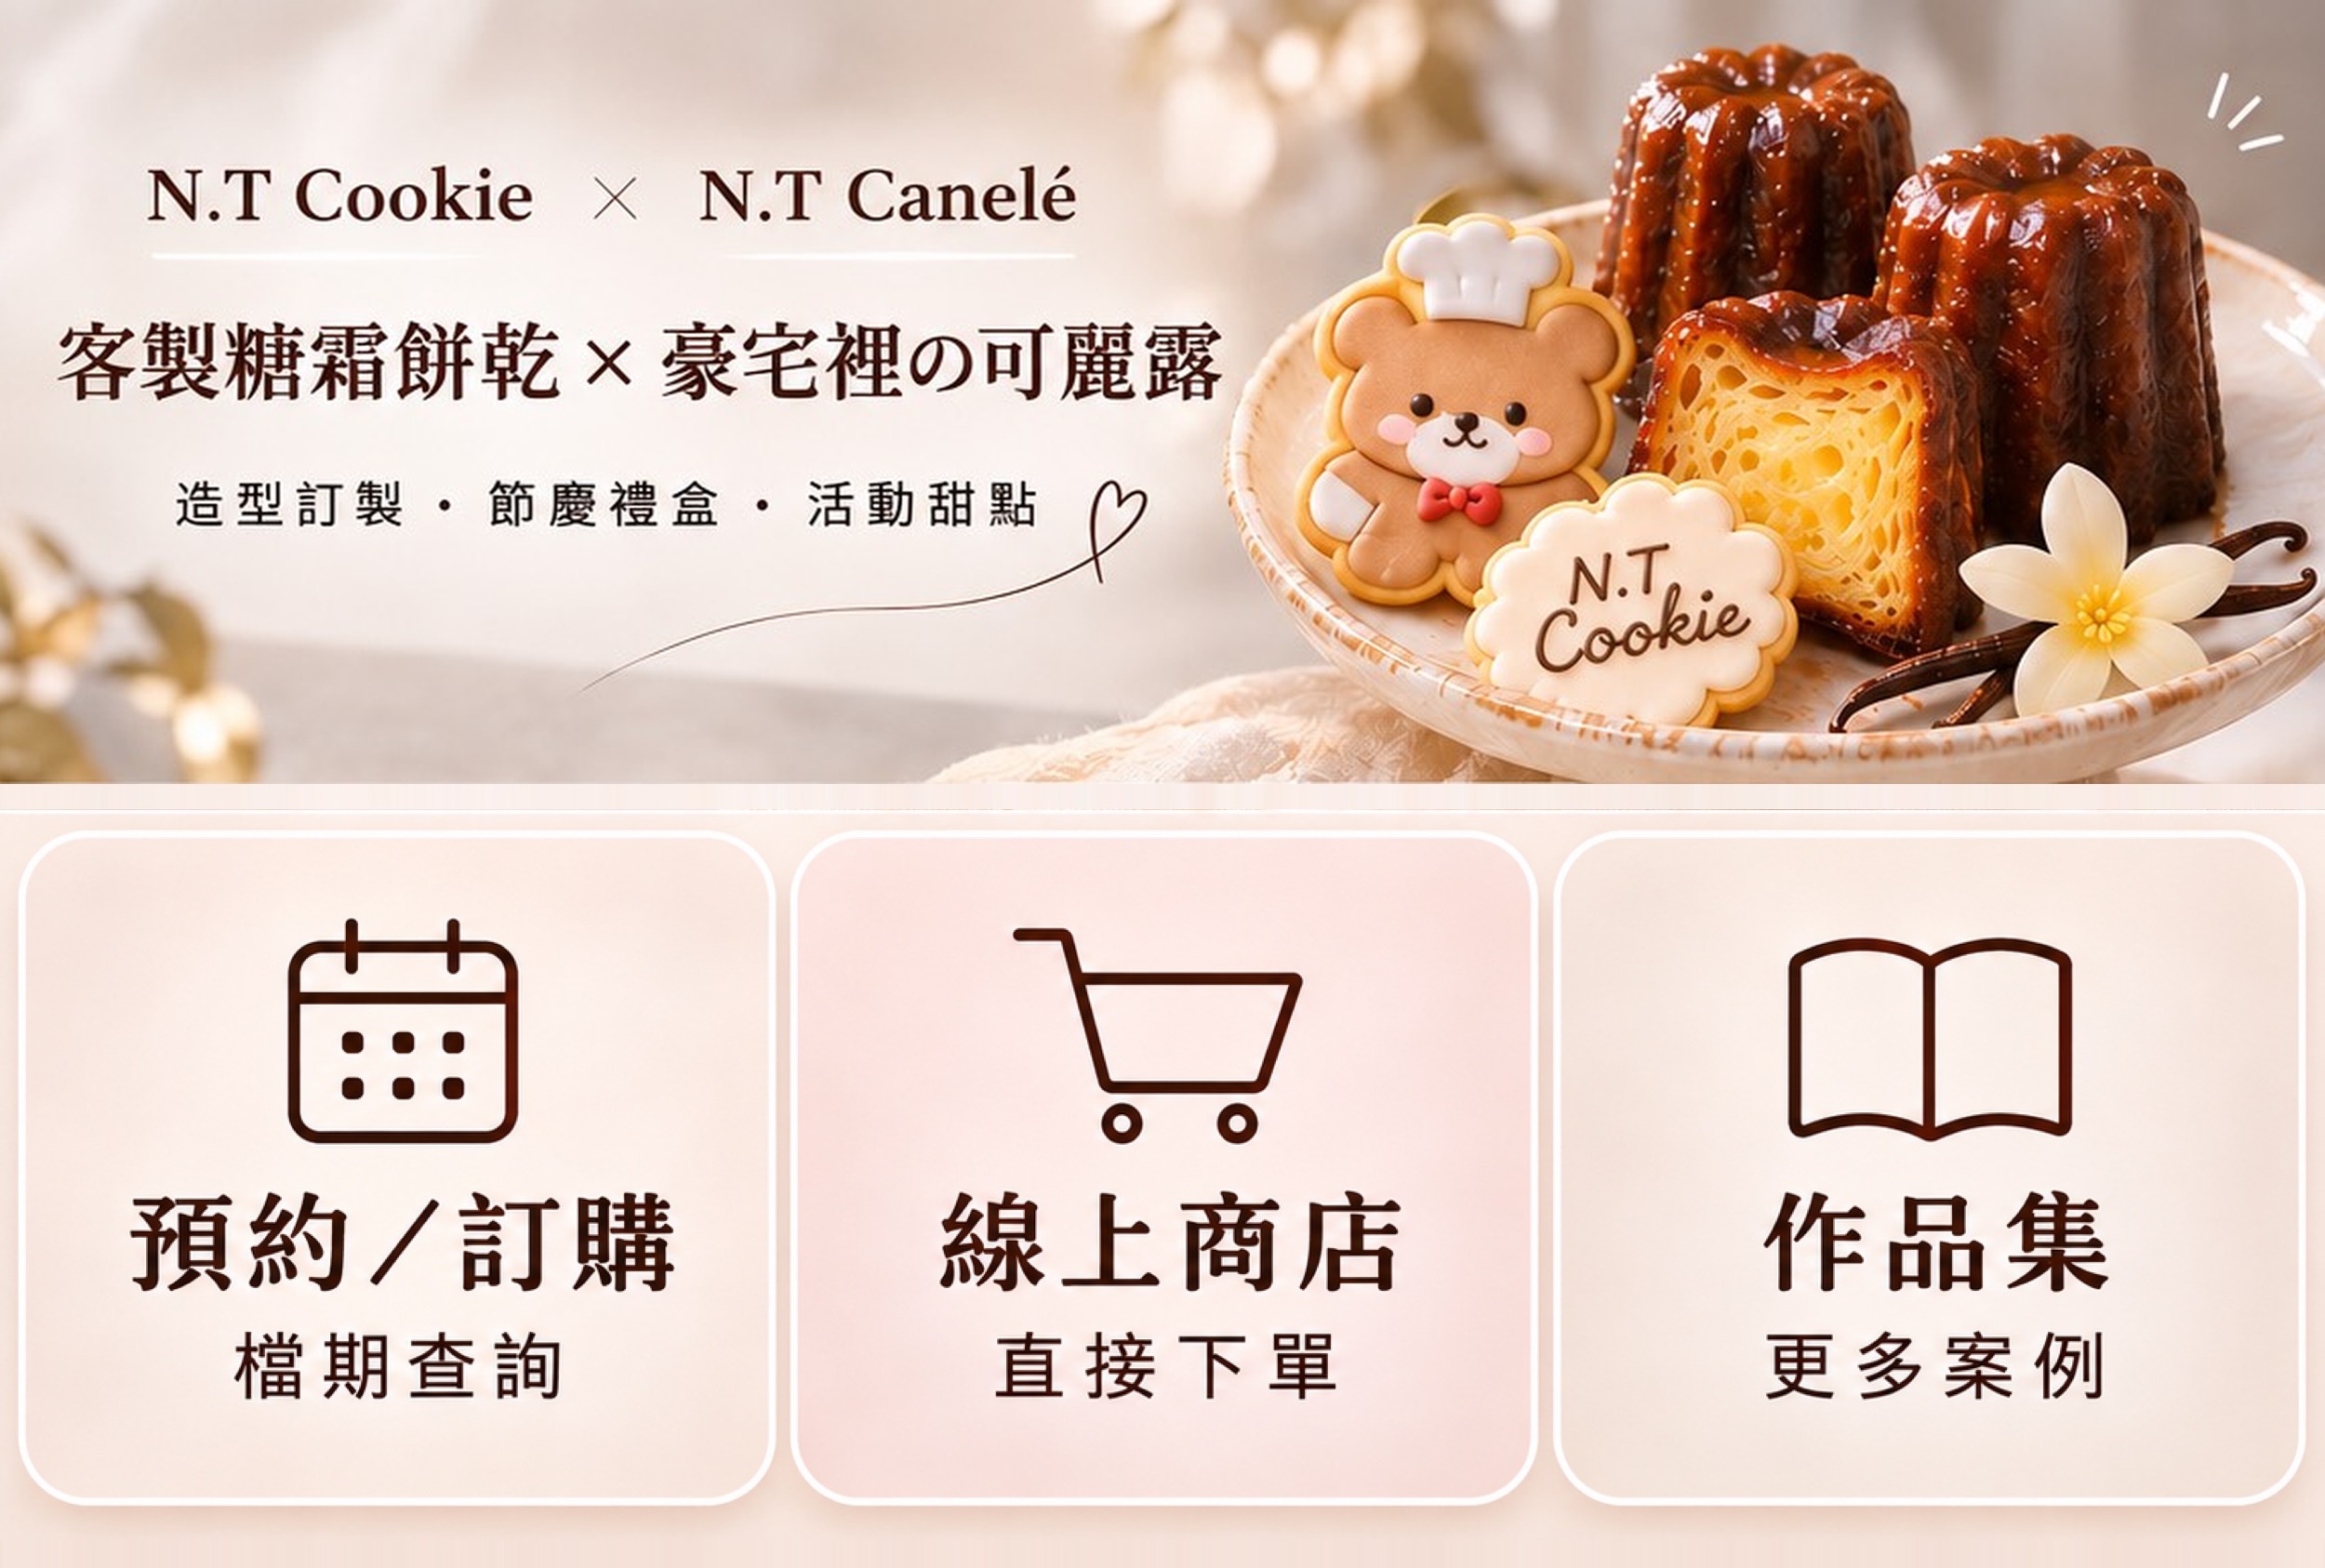 N.T Cookie × N.T Canelé
客製糖霜餅乾×豪宅裡の可麗露
造型訂製・節慶禮盒・活動甜點
N.T
Cookie
預約／訂購
檔期查詢
線上商店
直接下單
作品集
更多案例